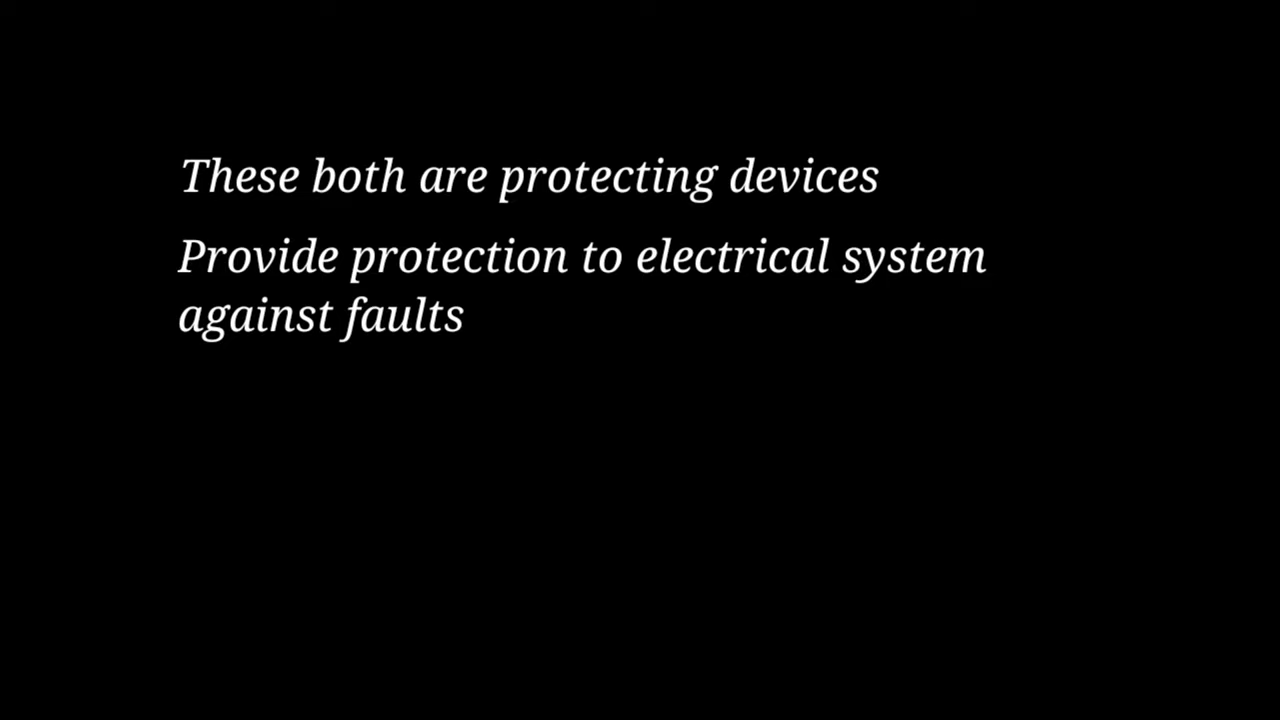 These both are protecting devices
Provide protection to electrical system
against faults